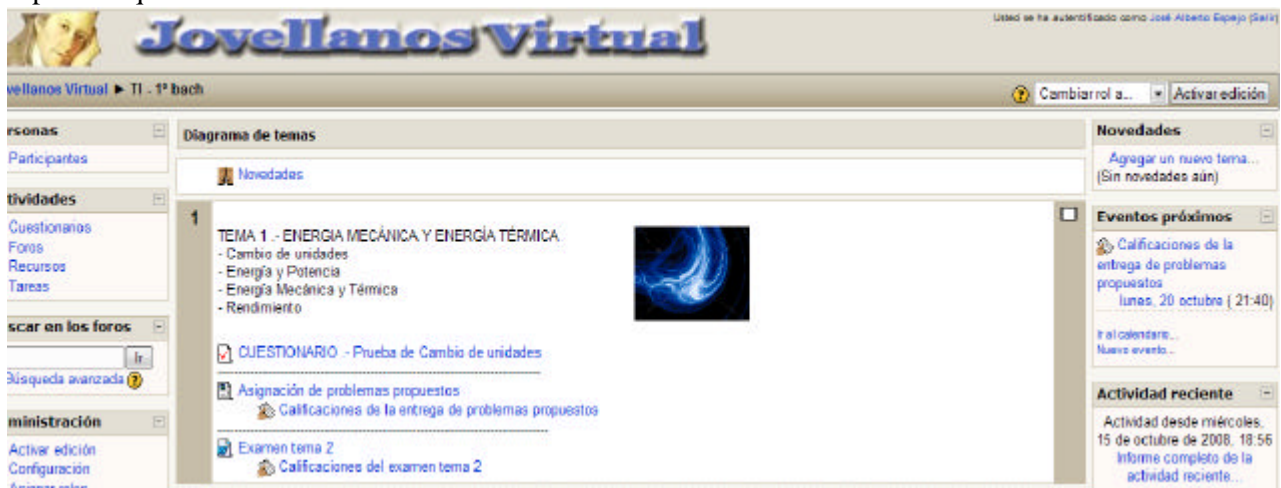 Jovellanos Virtual
Usted se ha autentificado como José Alberto Espejo (Salir)
vellanos Virtual ► TI - 1º bach
Cambiar rol a...
Activar edición
rsonas
Participantes
tividades
Cuestionarios
Foros
Recursos
Tareas
scar en los foros
Ir
Búsqueda avanzada
ministración
Activar edición
Configuración
Diagrama de temas
Novedades
1
TEMA 1 .- ENERGIA MECÁNICA Y ENERGÍA TÉRMICA
- Cambio de unidades
- Energía y Potencia
- Energía Mecánica y Térmica
- Rendimiento
CUESTIONARIO .- Prueba de Cambio de unidades
Asignación de problemas propuestos
Calificaciones de la entrega de problemas propuestos
Examen tema 2
Calificaciones del examen tema 2
Novedades
Agregar un nuevo tema...
(Sin novedades aún)
Eventos próximos
Calificaciones de la
entrega de problemas
propuestos
lunes, 20 octubre ( 21:40)
Ir al calendario...
Nuevo evento...
Actividad reciente
Actividad desde miércoles,
15 de octubre de 2008, 18:56
Informe completo de la
actividad reciente...